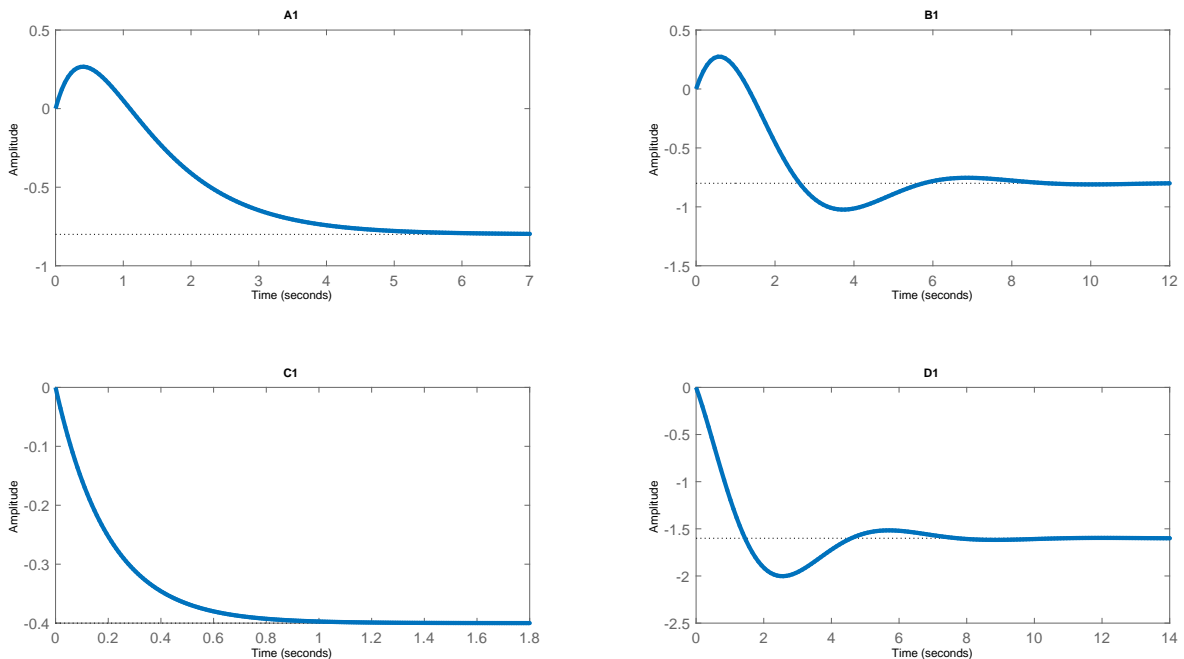 A1
0.5
0
-0.5
-1
Amplitude
0 1 2 3 4 5 6 7
Time (seconds)
B1
0.5
0
-0.5
-1
-1.5
Amplitude
0 2 4 6 8 10 12
Time (seconds)
C1
0
-0.1
-0.2
-0.3
-0.4
Amplitude
0 0.2 0.4 0.6 0.8 1 1.2 1.4 1.6 1.8
Time (seconds)
D1
0
-0.5
-1
-1.5
-2
-2.5
Amplitude
0 2 4 6 8 10 12 14
Time (seconds)